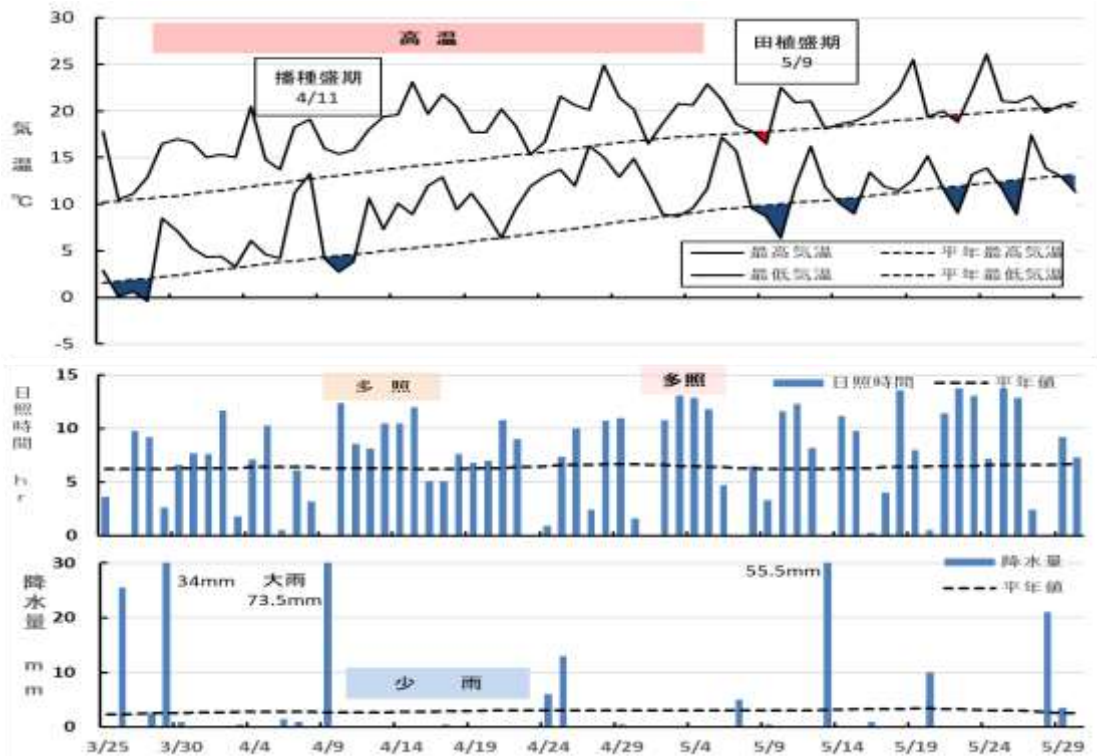 30
25
20
15
10
5
0
-5
気温 ℃
高 温
播種盛期
4/11
田植盛期
5/9
最高気温
平年最高気温
最低気温
平年最低気温
15
10
5
0
日照時間 hr
多 照
多照
日照時間
平年値
30
20
10
0
降水量 mm
34mm
大雨
73.5mm
55.5mm
降水量
平年値
少 雨
3/25 3/30 4/4 4/9 4/14 4/19 4/24 4/29 5/4 5/9 5/14 5/19 5/24 5/29